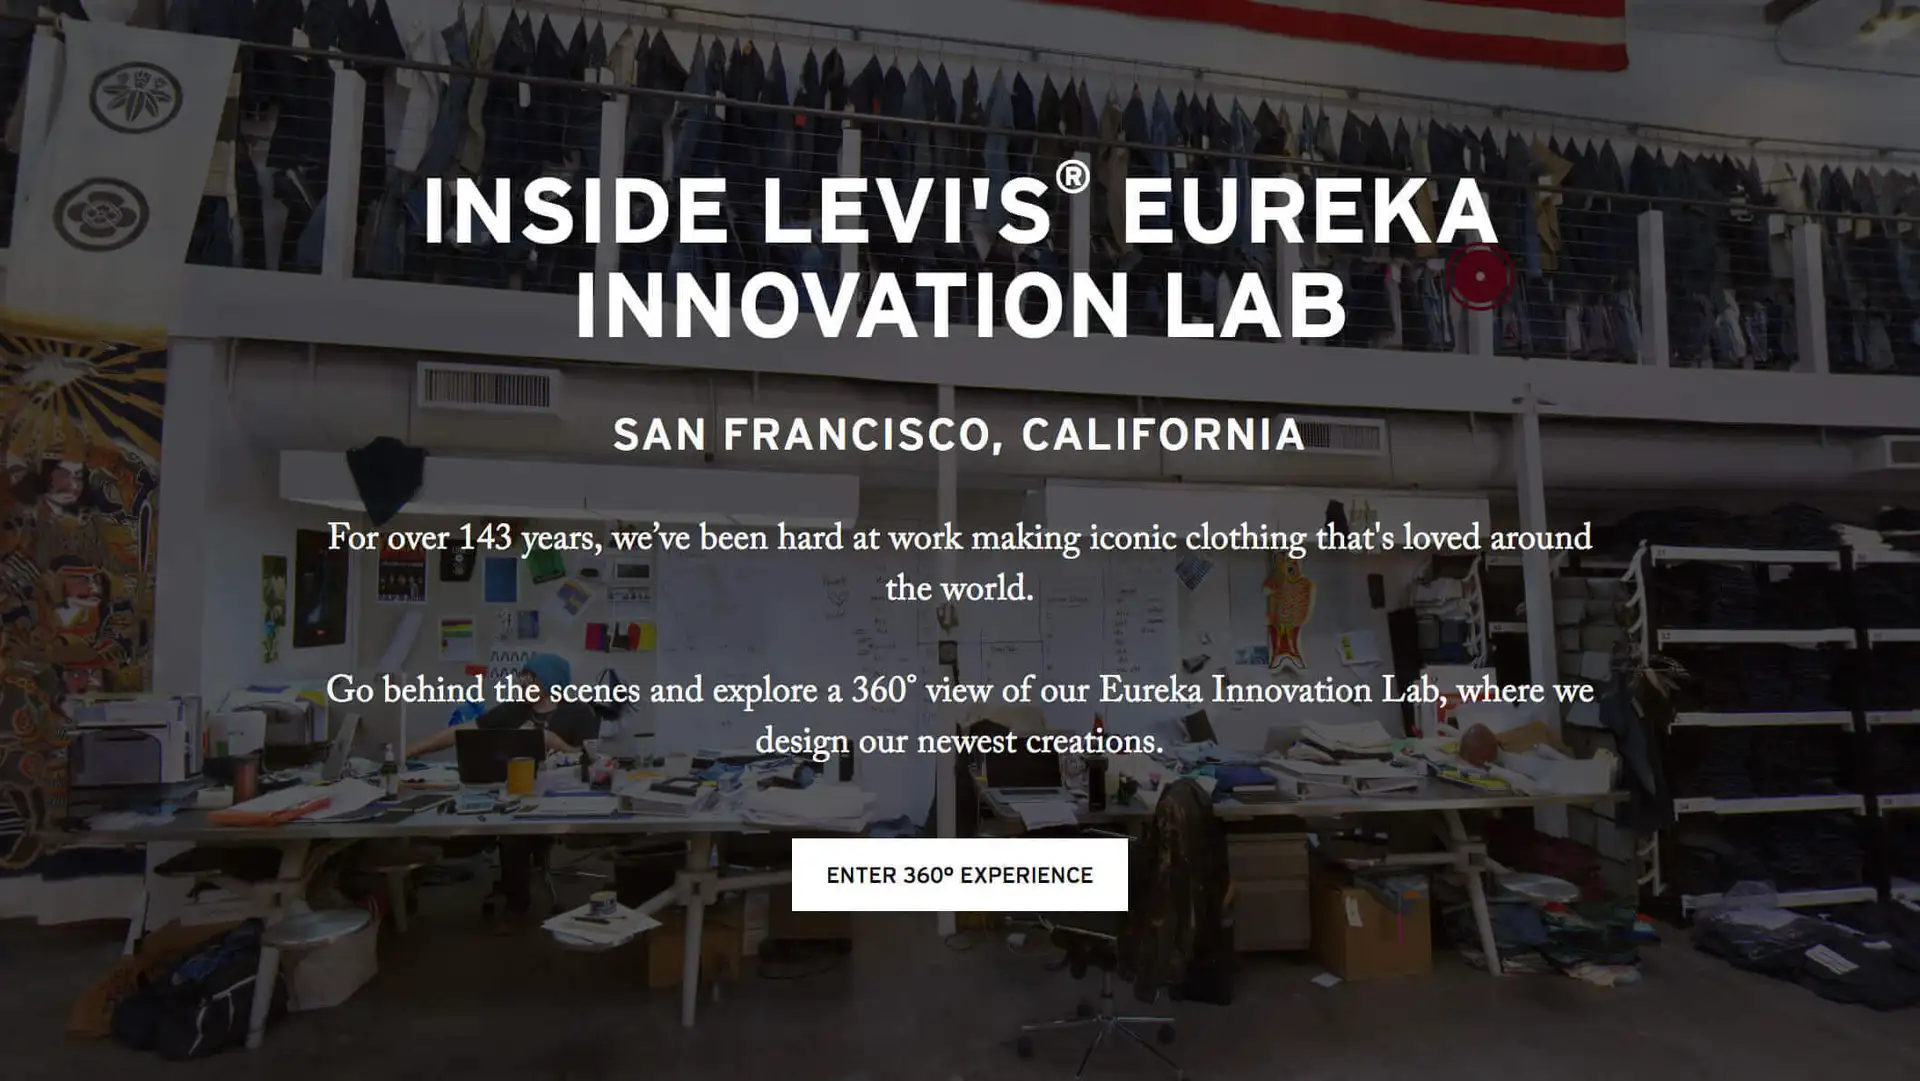 INSIDE LEVI'S® EUREKA
INNOVATION LAB
SAN FRANCISCO, CALIFORNIA
For over 143 years, we’ve been hard at work making iconic clothing that's loved around
the world.
Go behind the scenes and explore a 360° view of our Eureka Innovation Lab, where we
design our newest creations.
ENTER 360º EXPERIENCE